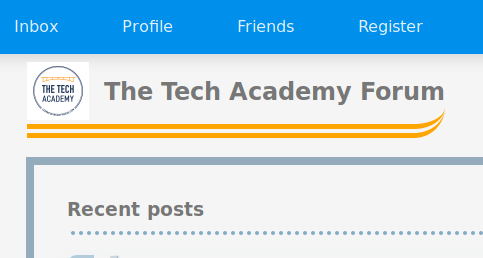 Inbox Profile Friends Register
THE TECH
ACADEMY
The Tech Academy Forum
Recent posts